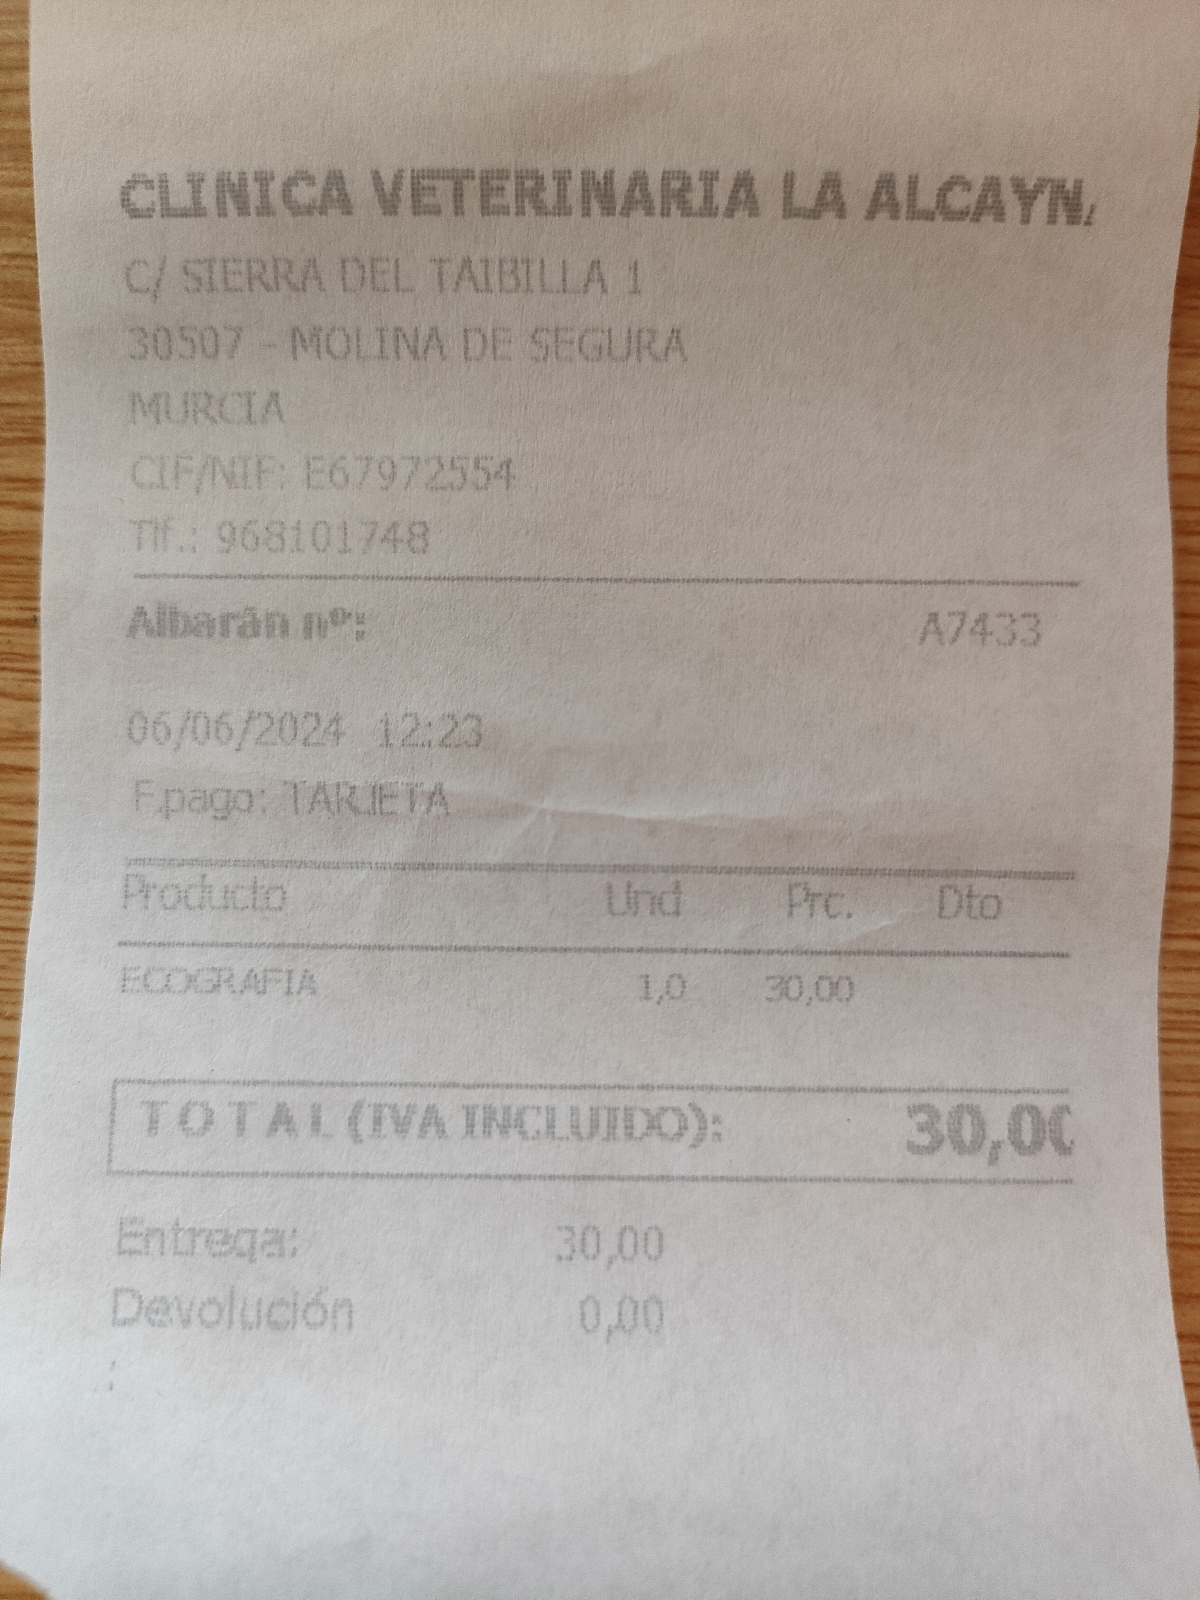 CLINICA VETERINARIA LA ALCAYN
C/ SIERRA DEL TAIBILLA 1
30507 - MOLINA DE SEGURA
MURCIA
CIF/NIF: E67972554
Tlf.: 968101748
Albarán nº: A7433
06/06/2024 12:23
F.pago: TARJETA
Producto Und Prc. Dto
ECOGRAFIA 1,0 30,00
TOTAL (IVA INCLUIDO): 30,00
Entrega: 30,00
Devolución 0,00
: